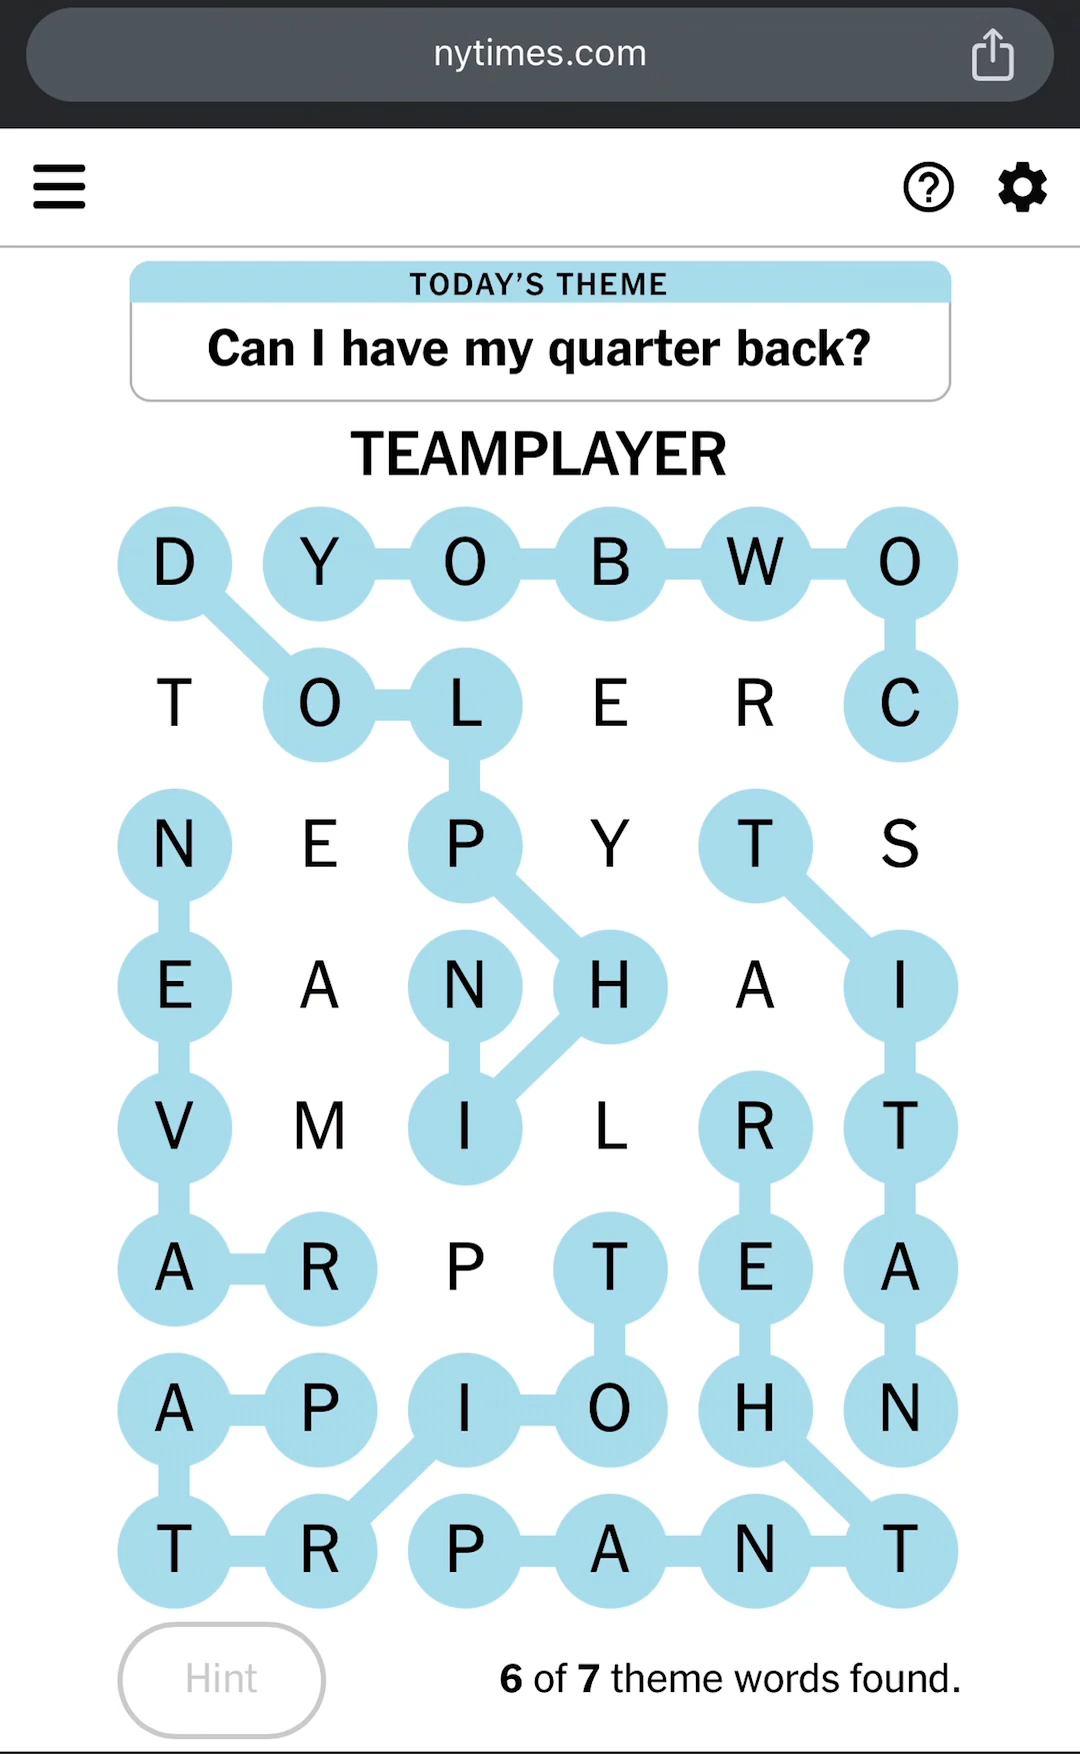 nytimes.com
TODAY’S THEME
Can I have my quarter back?
TEAMPLAYER
D Y O B W O
T O L E R C
N E P Y T S
E A N H A I
V M I L R T
A R P T E A
A P I O H N
T R P A N T
Hint
6 of 7 theme words found.